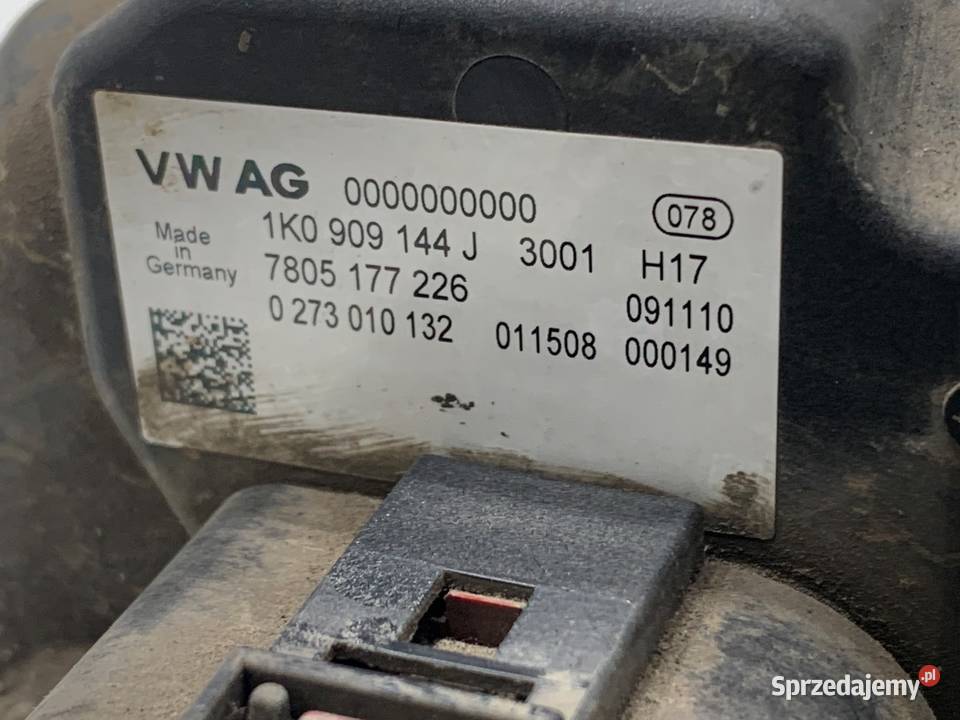 VW AG 0000000000 078
Made in Germany
1K0 909 144 J 3001 H17
7805 177 226 091110
0 273 010 132 011508 000149
Sprzedajemy.pl